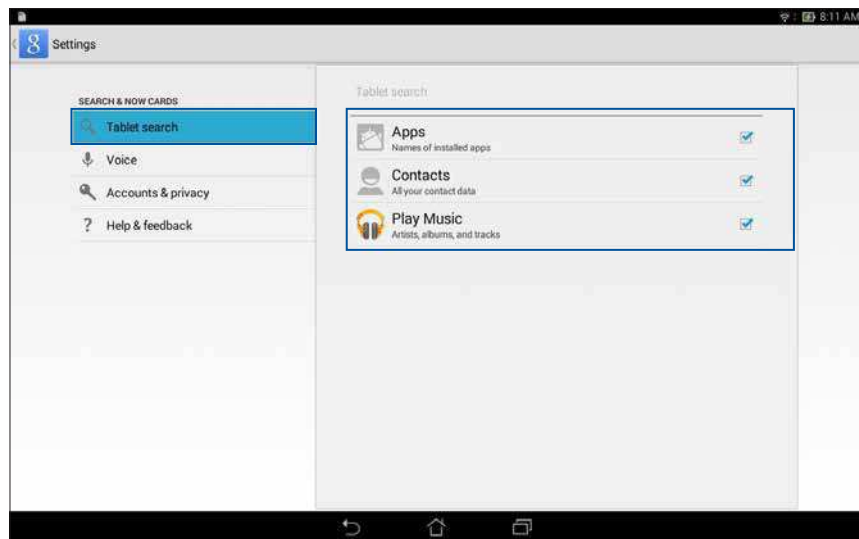 8:11 AM
Settings
SEARCH & NOW CARDS
Tablet search
Voice
Accounts & privacy
? Help & feedback
Tablet search
Apps
Names of installed apps
Contacts
All your contact data
Play Music
Artists, albums, and tracks